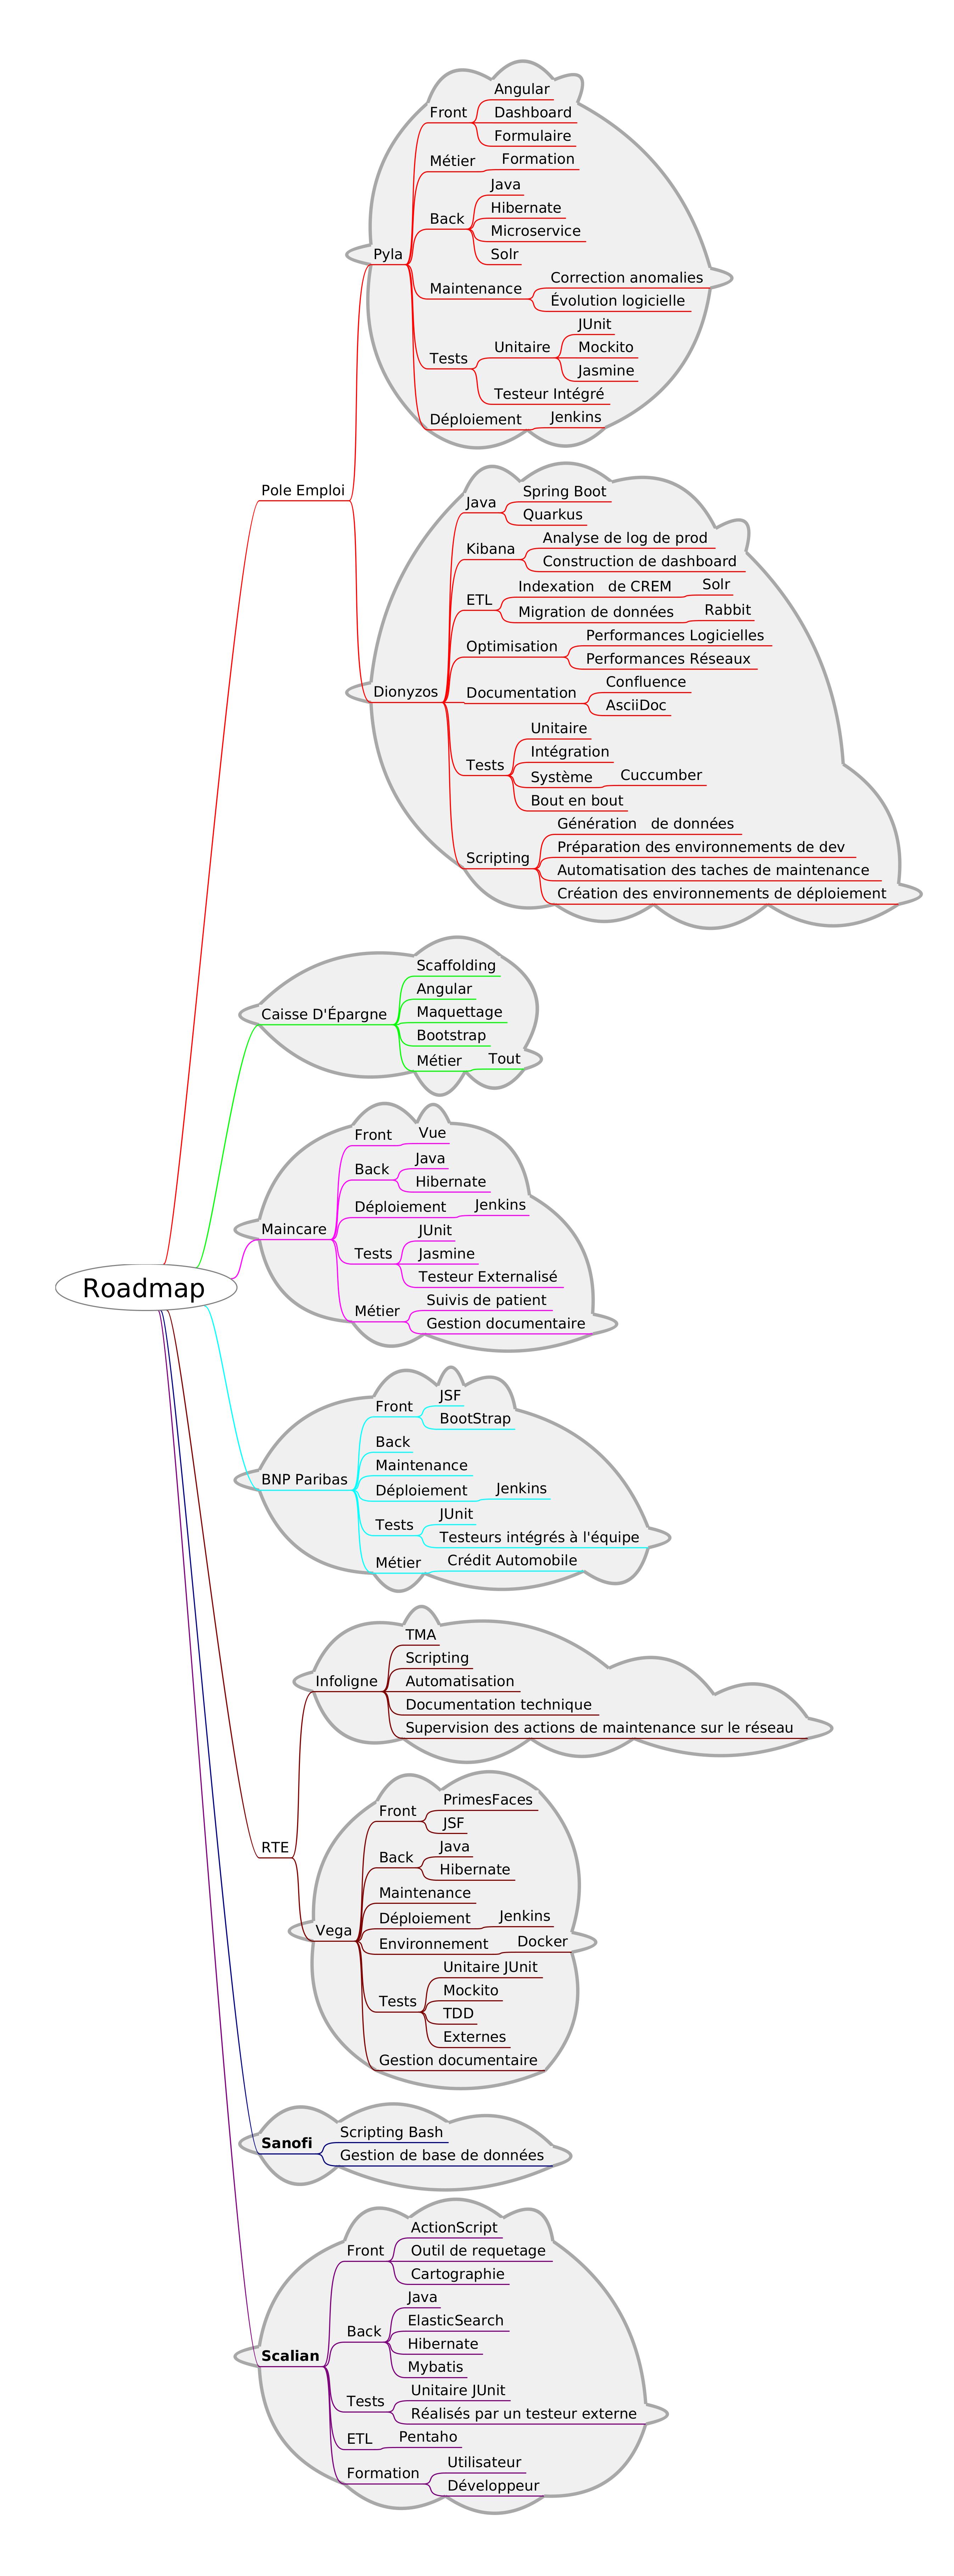 Roadmap
Pole Emploi
Pyla
Front
Angular
Dashboard
Formulaire
Métier
Formation
Back
Java
Hibernate
Microservice
Solr
Maintenance
Correction anomalies
Évolution logicielle
Tests
Unitaire
JUnit
Mockito
Jasmine
Testeur Intégré
Déploiement
Jenkins
Dionyzos
Java
Spring Boot
Quarkus
Kibana
Analyse de log de prod
Construction de dashboard
ETL
Indexation de CREM
Solr
Migration de données
Rabbit
Optimisation
Performances Logicielles
Performances Réseaux
Documentation
Confluence
AsciiDoc
Tests
Unitaire
Intégration
Système
Cuccumber
Bout en bout
Scripting
Génération de données
Préparation des environnements de dev
Automatisation des taches de maintenance
Création des environnements de déploiement
Caisse D'Épargne
Scaffolding
Angular
Maquettage
Bootstrap
Métier
Tout
Maincare
Front
Vue
Back
Java
Hibernate
Déploiement
Jenkins
Tests
JUnit
Jasmine
Testeur Externalisé
Métier
Suivis de patient
Gestion documentaire
BNP Paribas
Front
JSF
BootStrap
Back
Maintenance
Déploiement
Jenkins
Tests
JUnit
Testeurs intégrés à l'équipe
Métier
Crédit Automobile
RTE
Infoligne
TMA
Scripting
Automatisation
Documentation technique
Supervision des actions de maintenance sur le réseau
Vega
Front
PrimesFaces
JSF
Back
Java
Hibernate
Maintenance
Déploiement
Jenkins
Environnement
Docker
Tests
Unitaire JUnit
Mockito
TDD
Externes
Gestion documentaire
Sanofi
Scripting Bash
Gestion de base de données
Scalian
Front
ActionScript
Outil de requetage
Cartographie
Back
Java
ElasticSearch
Hibernate
Mybatis
Tests
Unitaire JUnit
Réalisés par un testeur externe
ETL
Pentaho
Formation
Utilisateur
Développeur